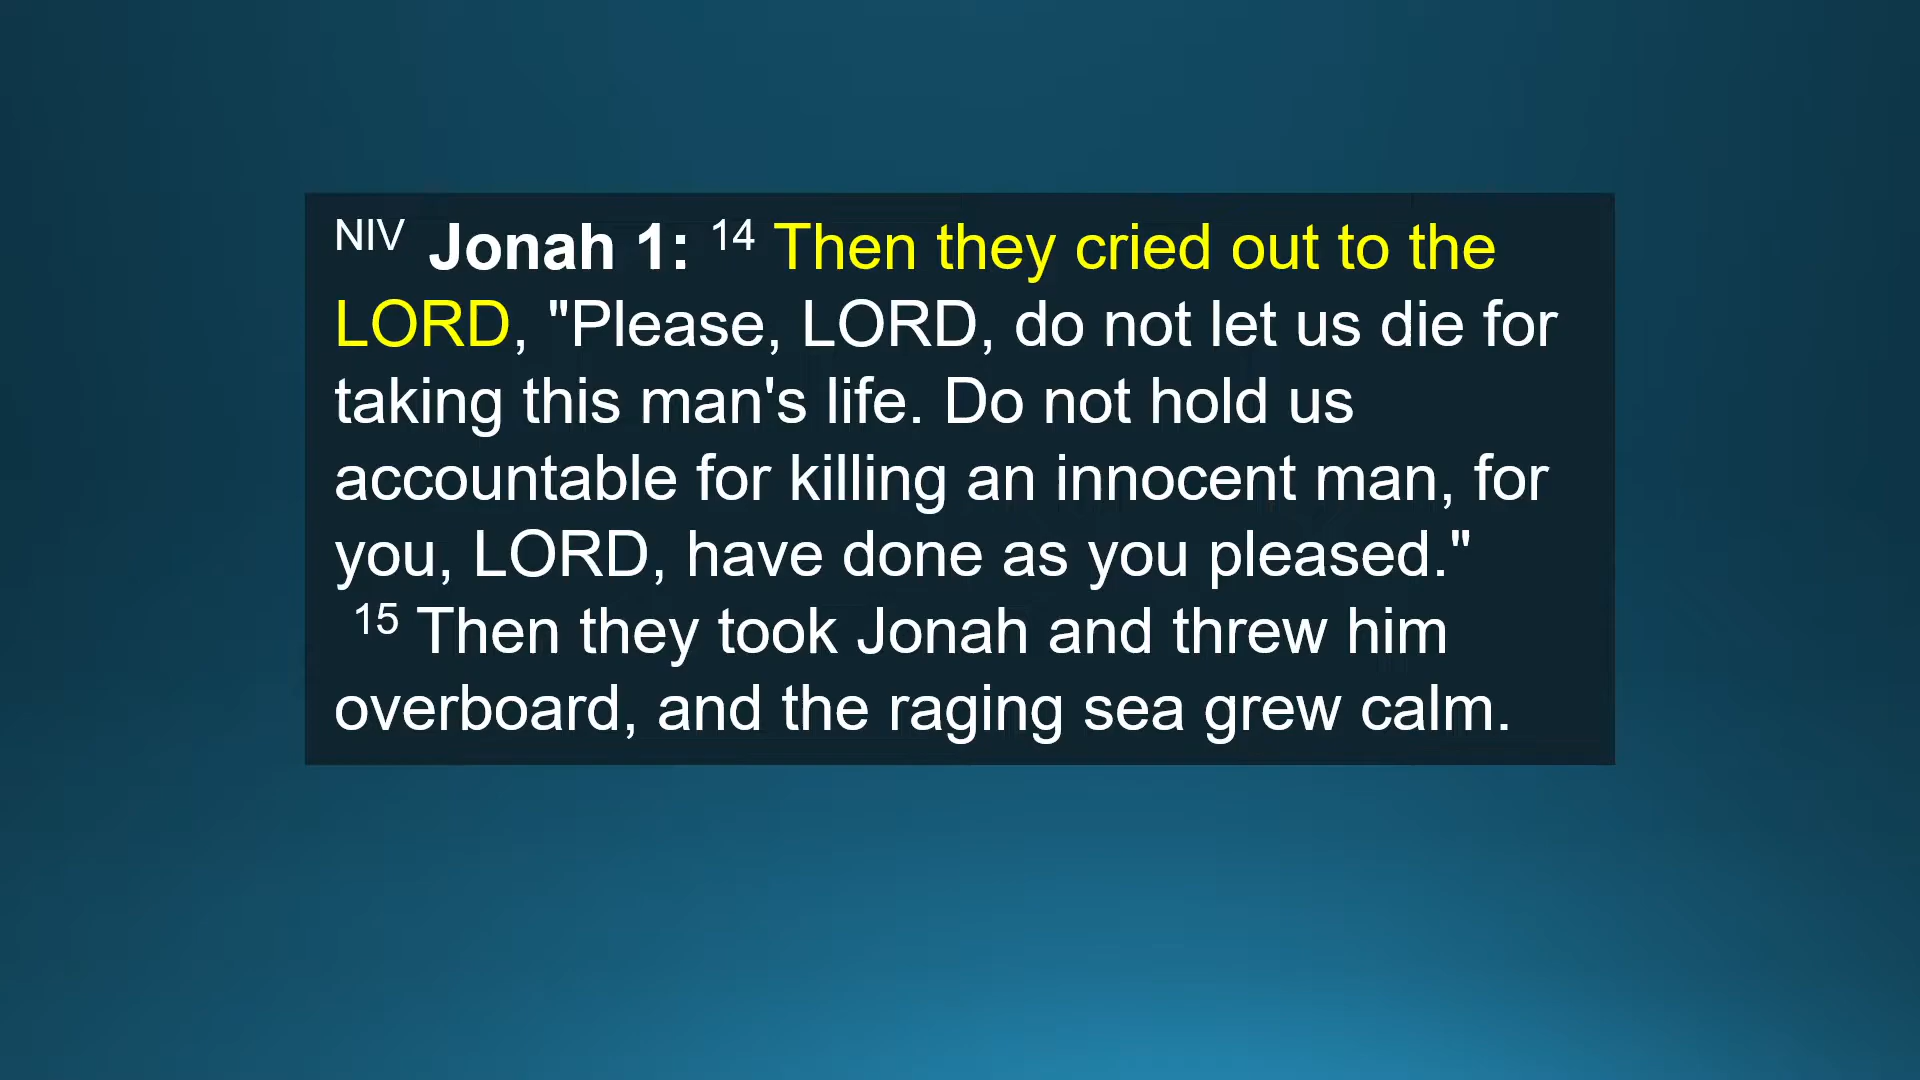 NIV Jonah 1: 14 Then they cried out to the
LORD, "Please, LORD, do not let us die for
taking this man's life. Do not hold us
accountable for killing an innocent man, for
you, LORD, have done as you pleased."
15 Then they took Jonah and threw him
overboard, and the raging sea grew calm.